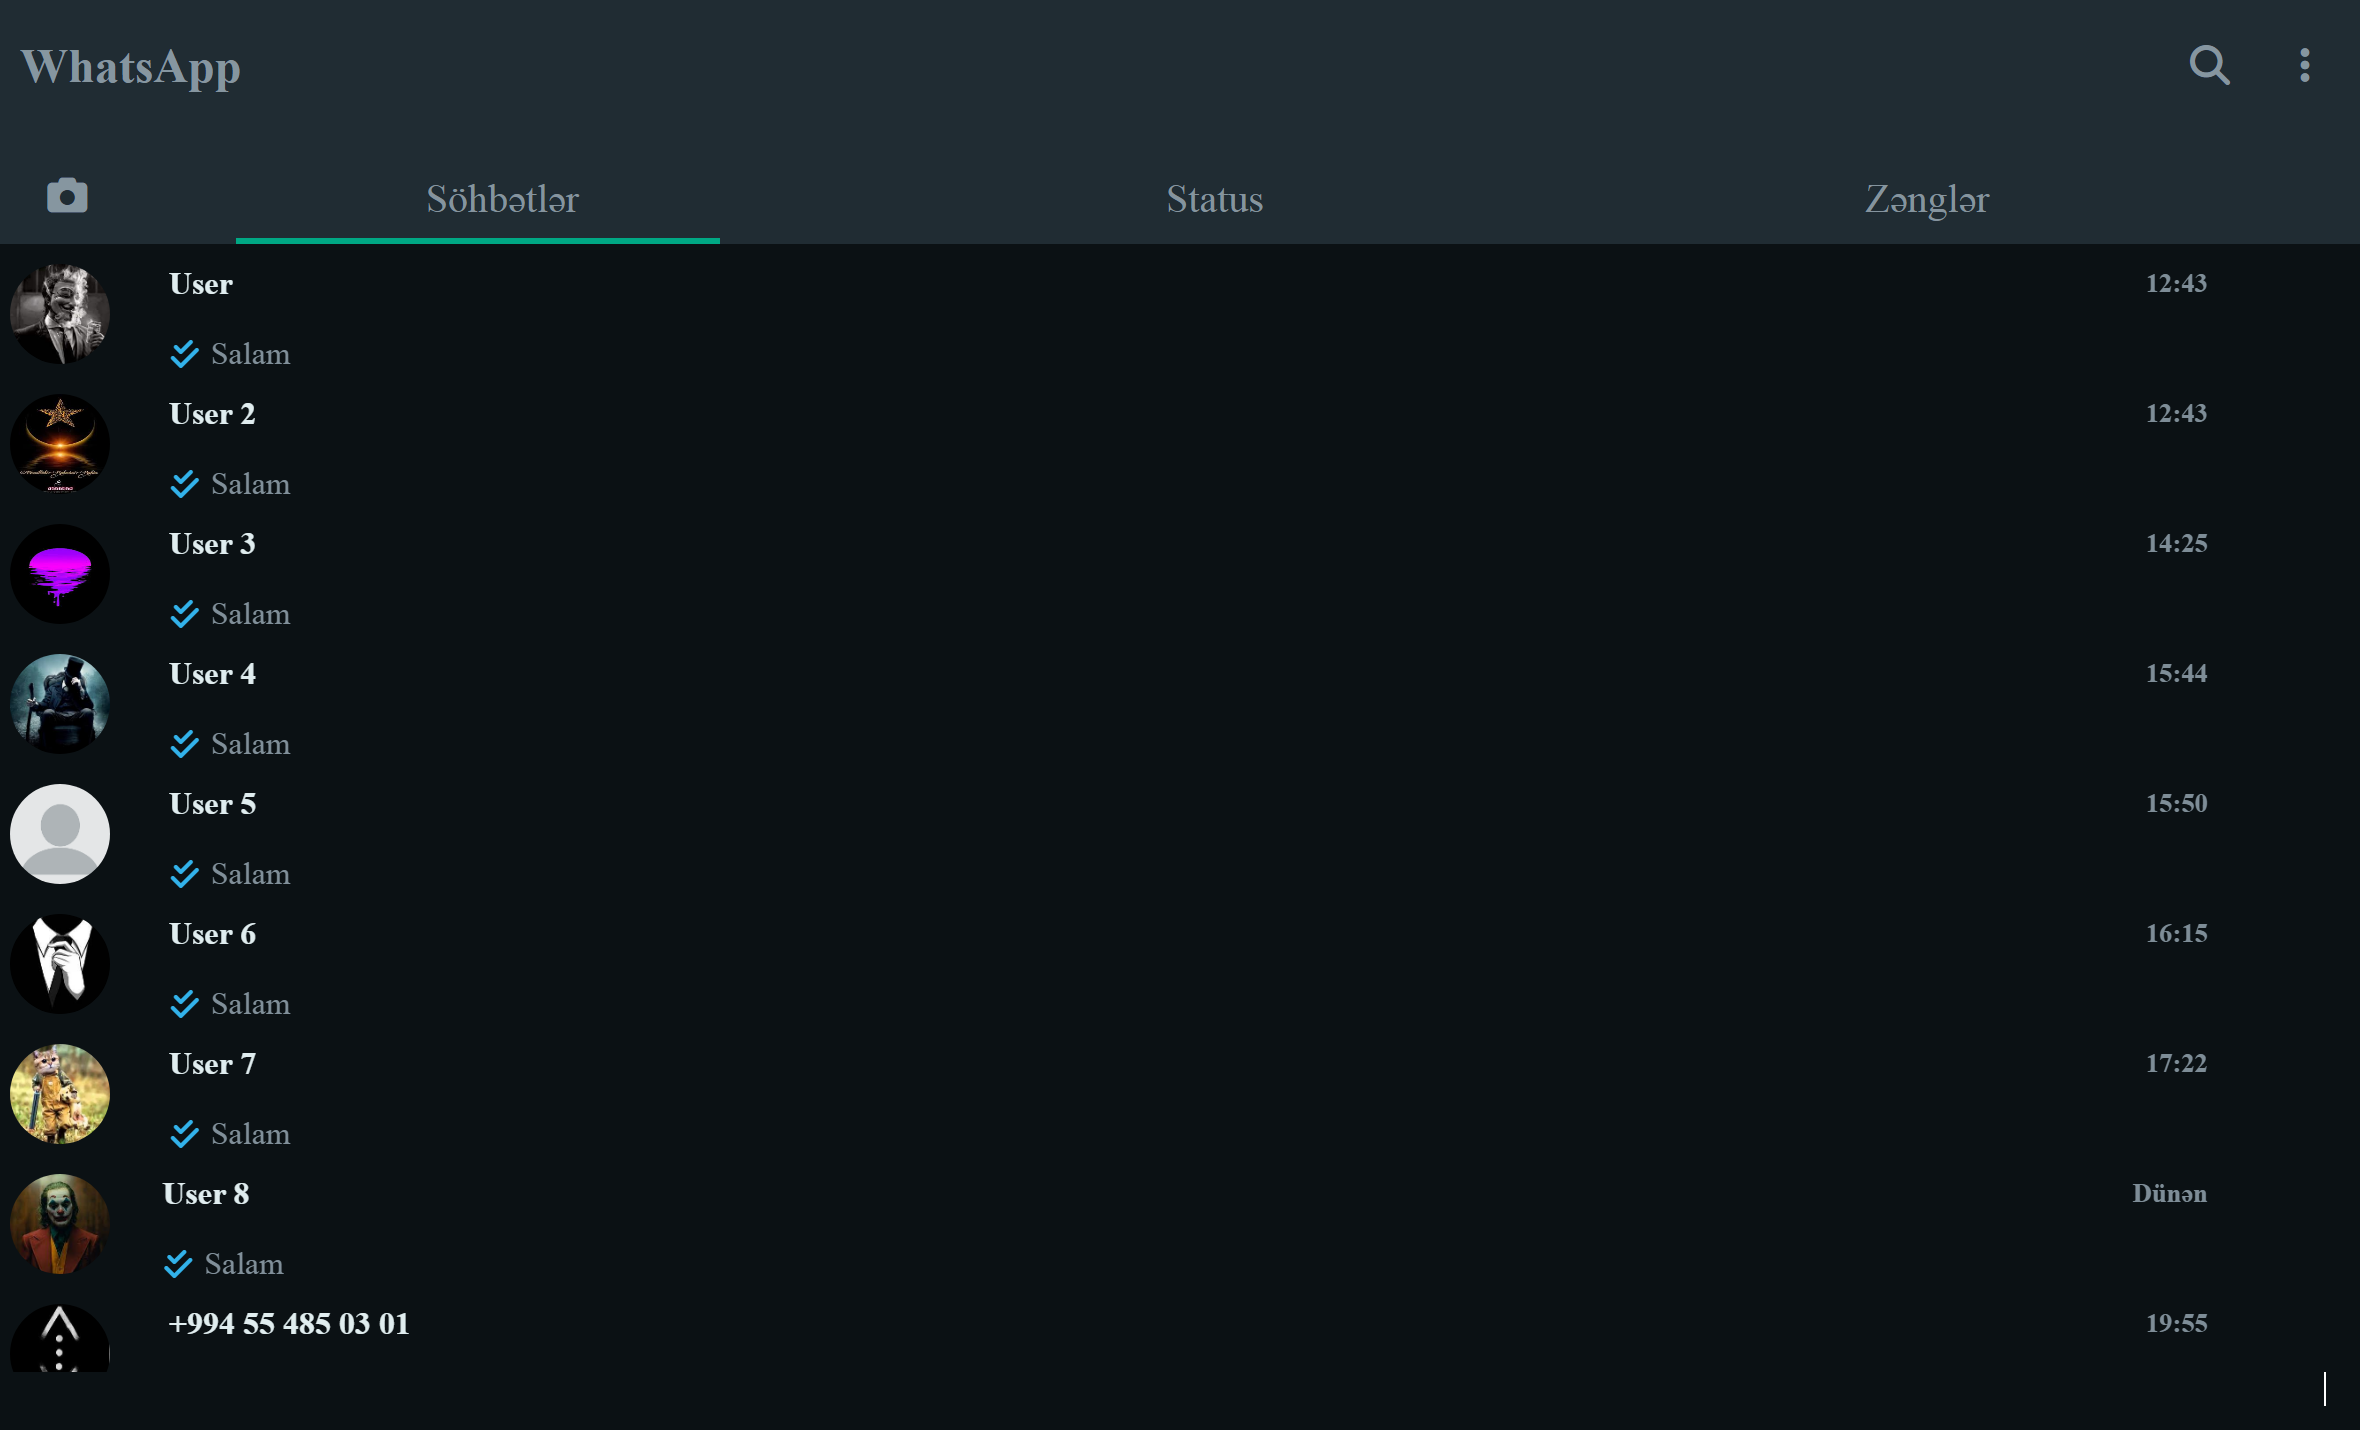 WhatsApp
Söhbətlər Status Zənglər
User 12:43
Salam
User 2 12:43
Salam
User 3 14:25
Salam
User 4 15:44
Salam
User 5 15:50
Salam
User 6 16:15
Salam
User 7 17:22
Salam
User 8 Dünən
Salam
+994 55 485 03 01 19:55